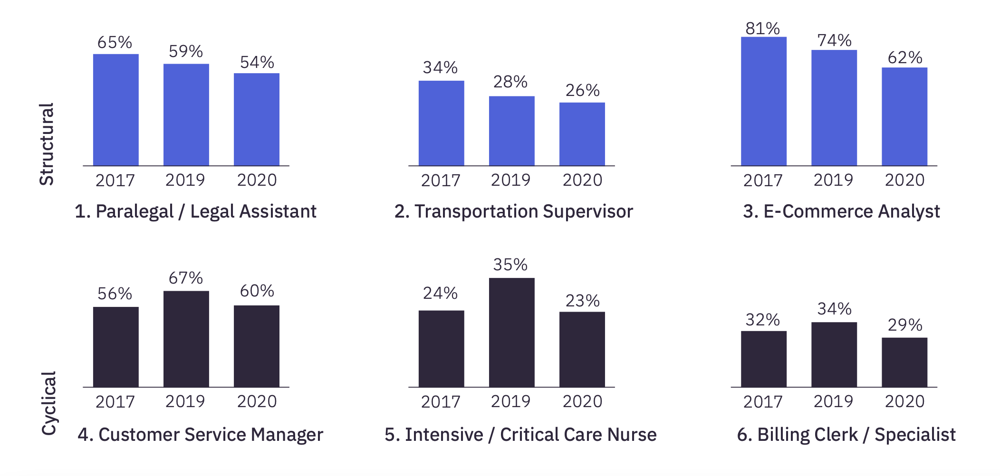 Structural
65%
59%
54%
2017 2019 2020
1. Paralegal / Legal Assistant
34%
28%
26%
2017 2019 2020
2. Transportation Supervisor
81%
74%
62%
2017 2019 2020
3. E-Commerce Analyst
Cyclical
56%
67%
60%
2017 2019 2020
4. Customer Service Manager
24%
35%
23%
2017 2019 2020
5. Intensive / Critical Care Nurse
32%
34%
29%
2017 2019 2020
6. Billing Clerk / Specialist